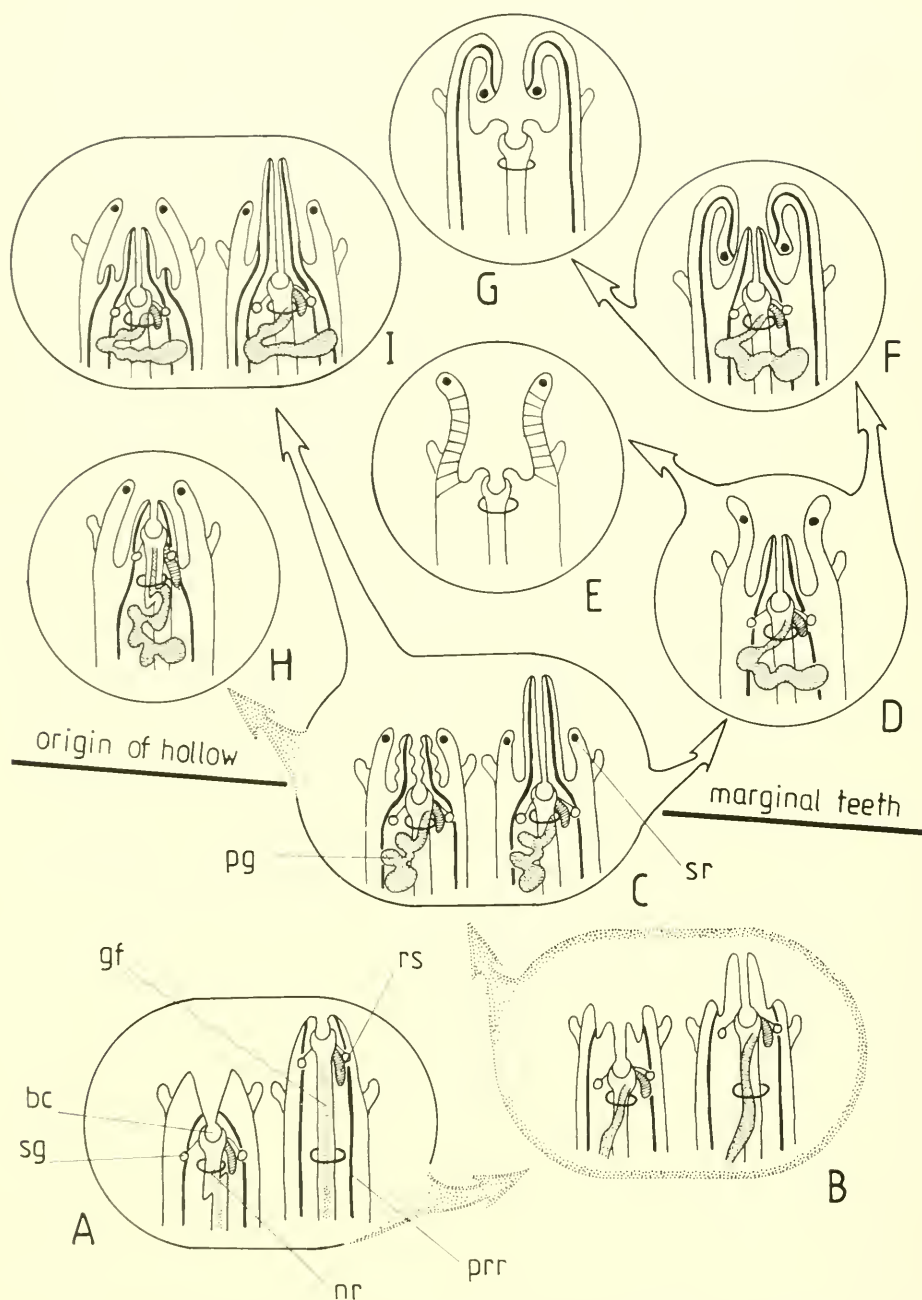 G
F
I
E
D
H
origin of hollow
marginal teeth
pg
sr
C
gf
rs
bc
sg
B
A
prr
nr